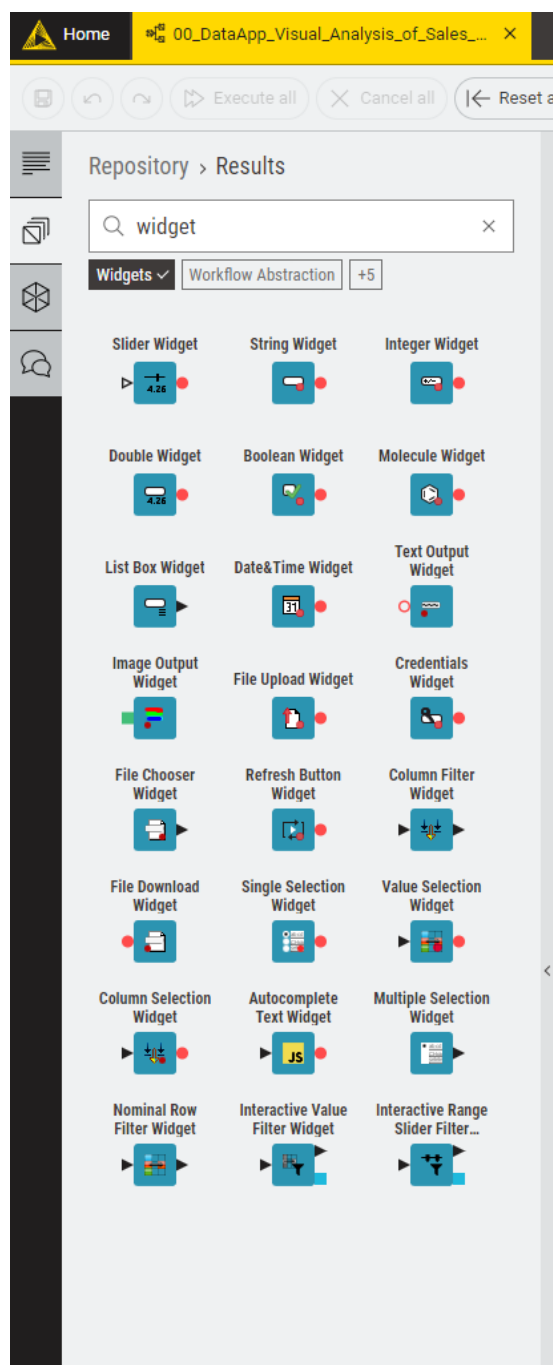 Home
00_DataApp_Visual_Analysis_of_Sales_...
Execute all
Cancel all
Reset a
Repository › Results
widget
Widgets
Workflow Abstraction
+5
Slider Widget
String Widget
Integer Widget
4.26
Double Widget
Boolean Widget
Molecule Widget
4.26
List Box Widget
Date&Time Widget
Text Output
Widget
31
Image Output
Widget
File Upload Widget
Credentials
Widget
File Chooser
Widget
Refresh Button
Widget
Column Filter
Widget
File Download
Widget
Single Selection
Widget
Value Selection
Widget
Column Selection
Widget
Autocomplete
Text Widget
Multiple Selection
Widget
JS
Nominal Row
Filter Widget
Interactive Value
Filter Widget
Interactive Range
Slider Filter...